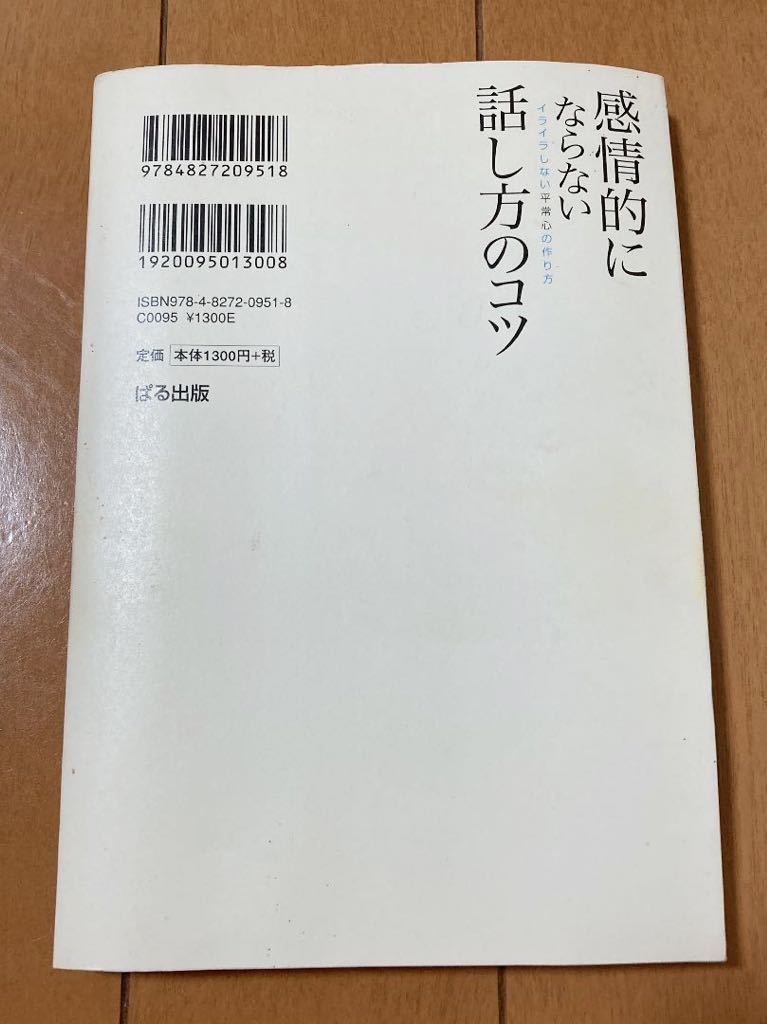 感情的に
ならない
イライラしない平常心の作り方
話し方のコツ
9784827209518
1920095013008
ISBN978-4-8272-0951-8
C0095 ¥1300E
定価 本体1300円+税
ぱる出版